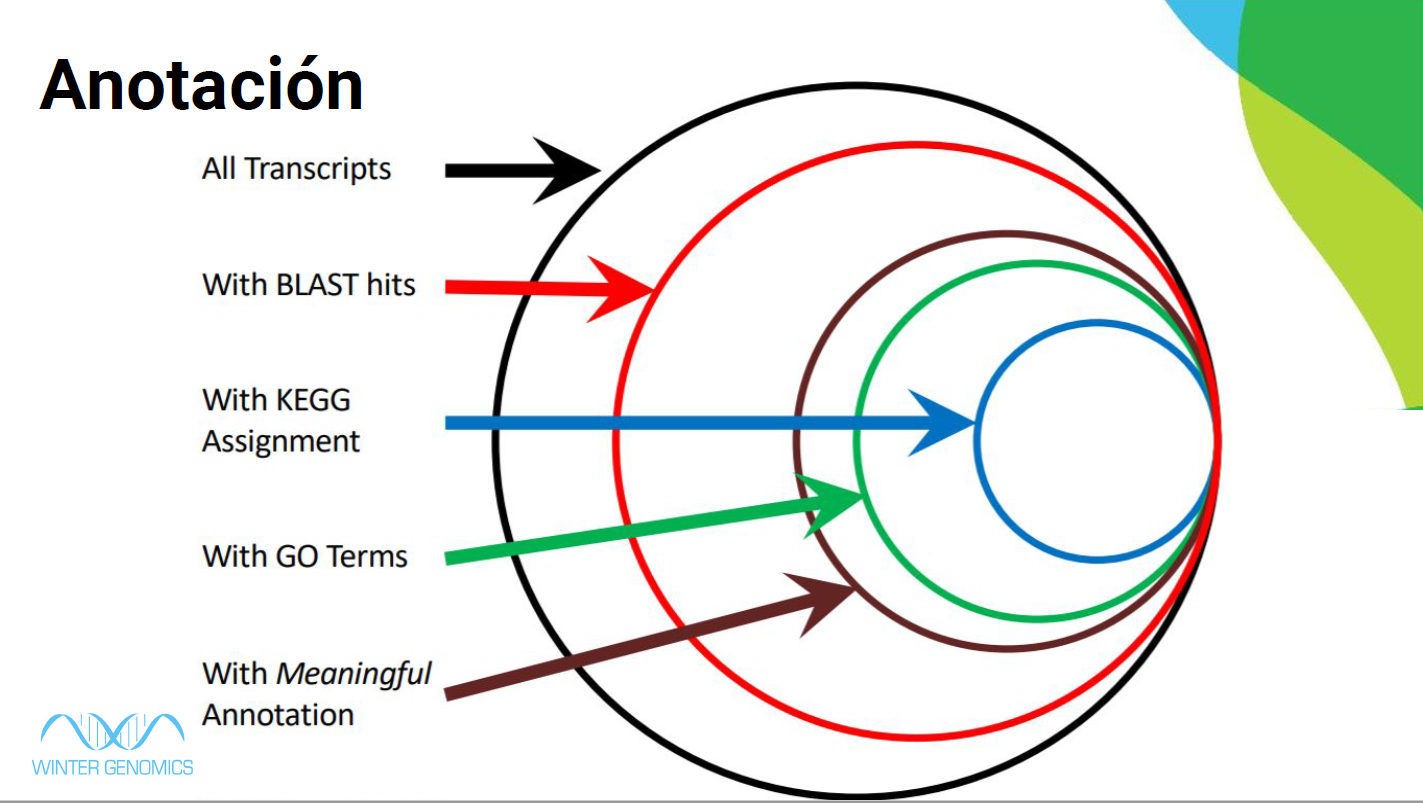 Anotación
All Transcripts
With BLAST hits
With KEGG
Assignment
With GO Terms
With Meaningful
Annotation
WINTER GENOMICS